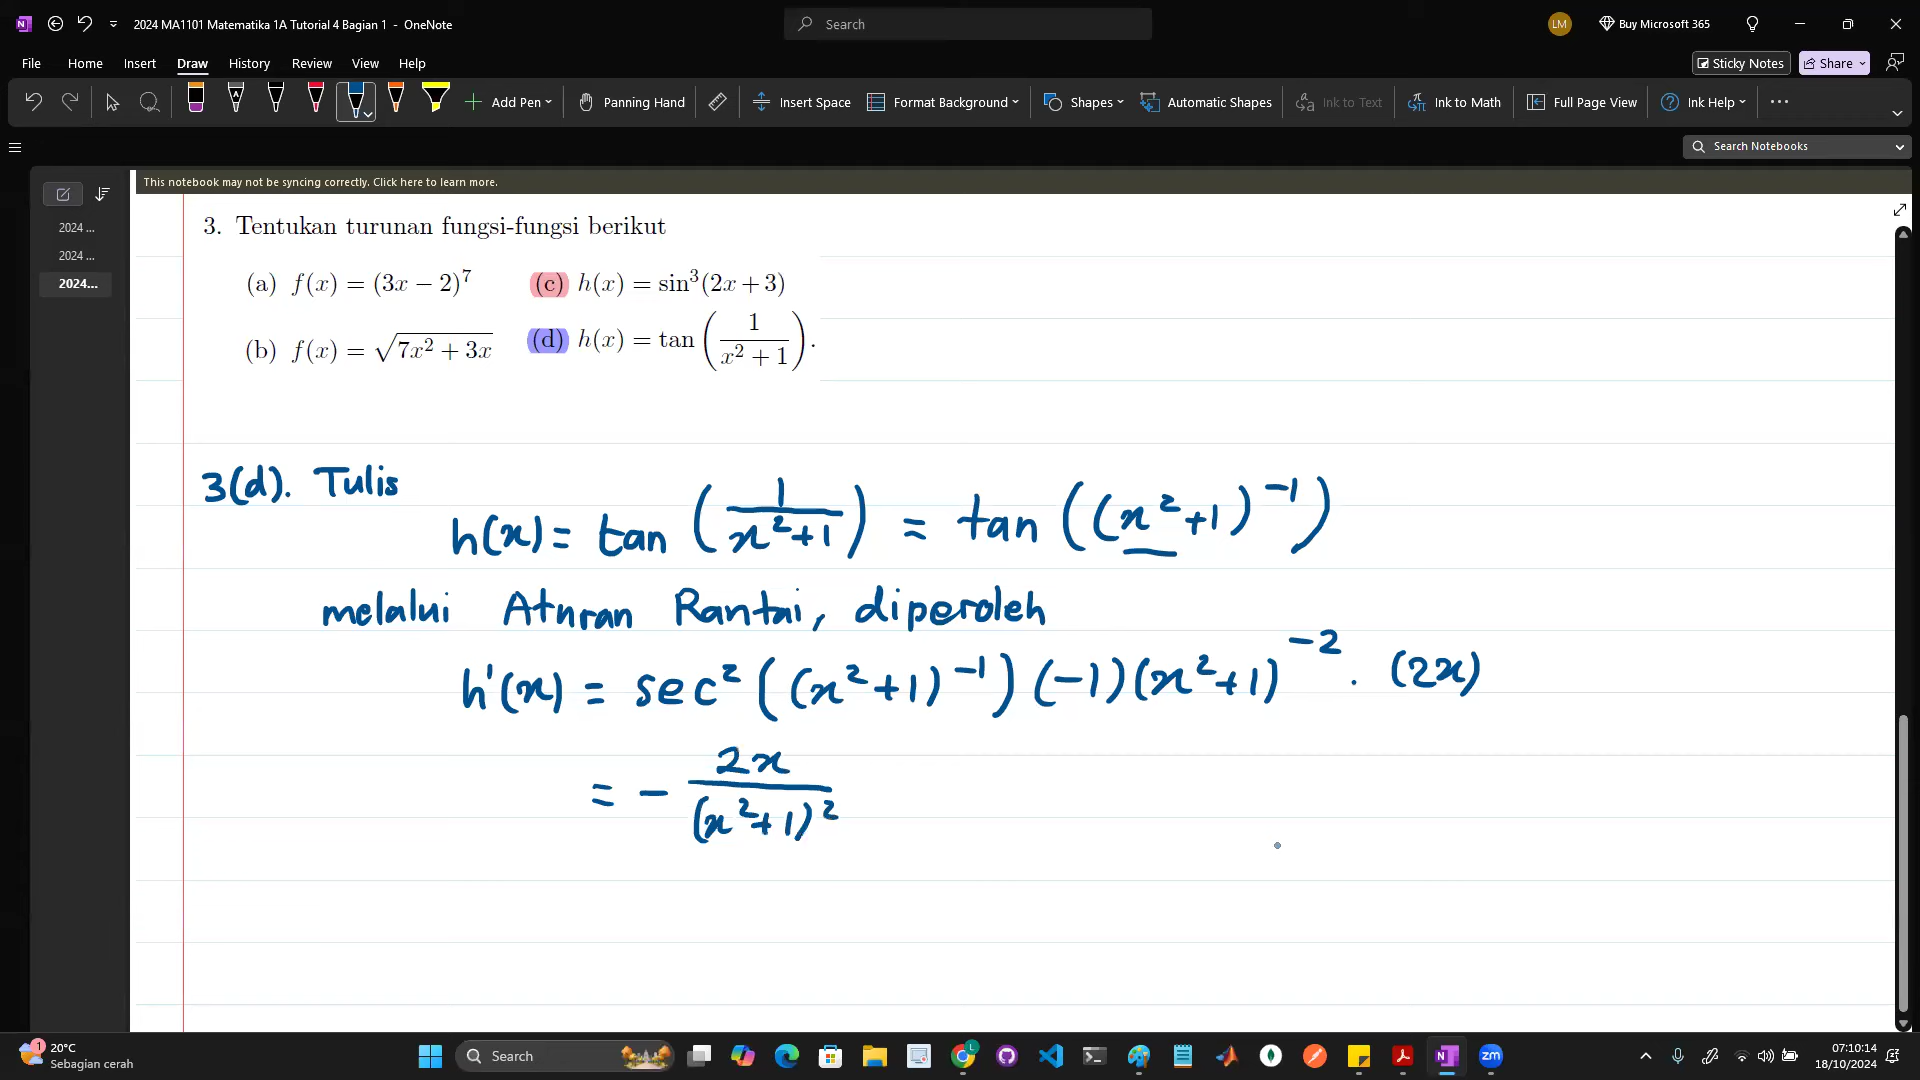 2024 MA1101 Matematika 1A Tutorial 4 Bagian 1 - OneNote
Search
LM
Buy Microsoft 365
File Home Insert Draw History Review View Help
Sticky Notes
Share
Add Pen
Panning Hand
Insert Space
Format Background
Shapes
Automatic Shapes
Ink to Text
Ink to Math
Full Page View
Ink Help
Search Notebooks
This notebook may not be syncing correctly. Click here to learn more.
2024 ...
2024 ...
2024...
3. Tentukan turunan fungsi-fungsi berikut
(a) f(x) = (3x − 2)^7 (c) h(x) = sin^3(2x + 3)
(b) f(x) = √(7x^2 + 3x) (d) h(x) = tan (1/(x^2 + 1)).
3(d). Tulis
h(x) = tan (1/(x^2+1)) = tan ((x^2+1)^-1)
melalui Aturan Rantai, diperoleh
h'(x) = sec^2 ((x^2+1)^-1) (-1)(x^2+1)^-2 . (2x)
= - 2x/(x^2+1)^2
1
20°C
Sebagian cerah
Search
L
zm
07:10:14
18/10/2024